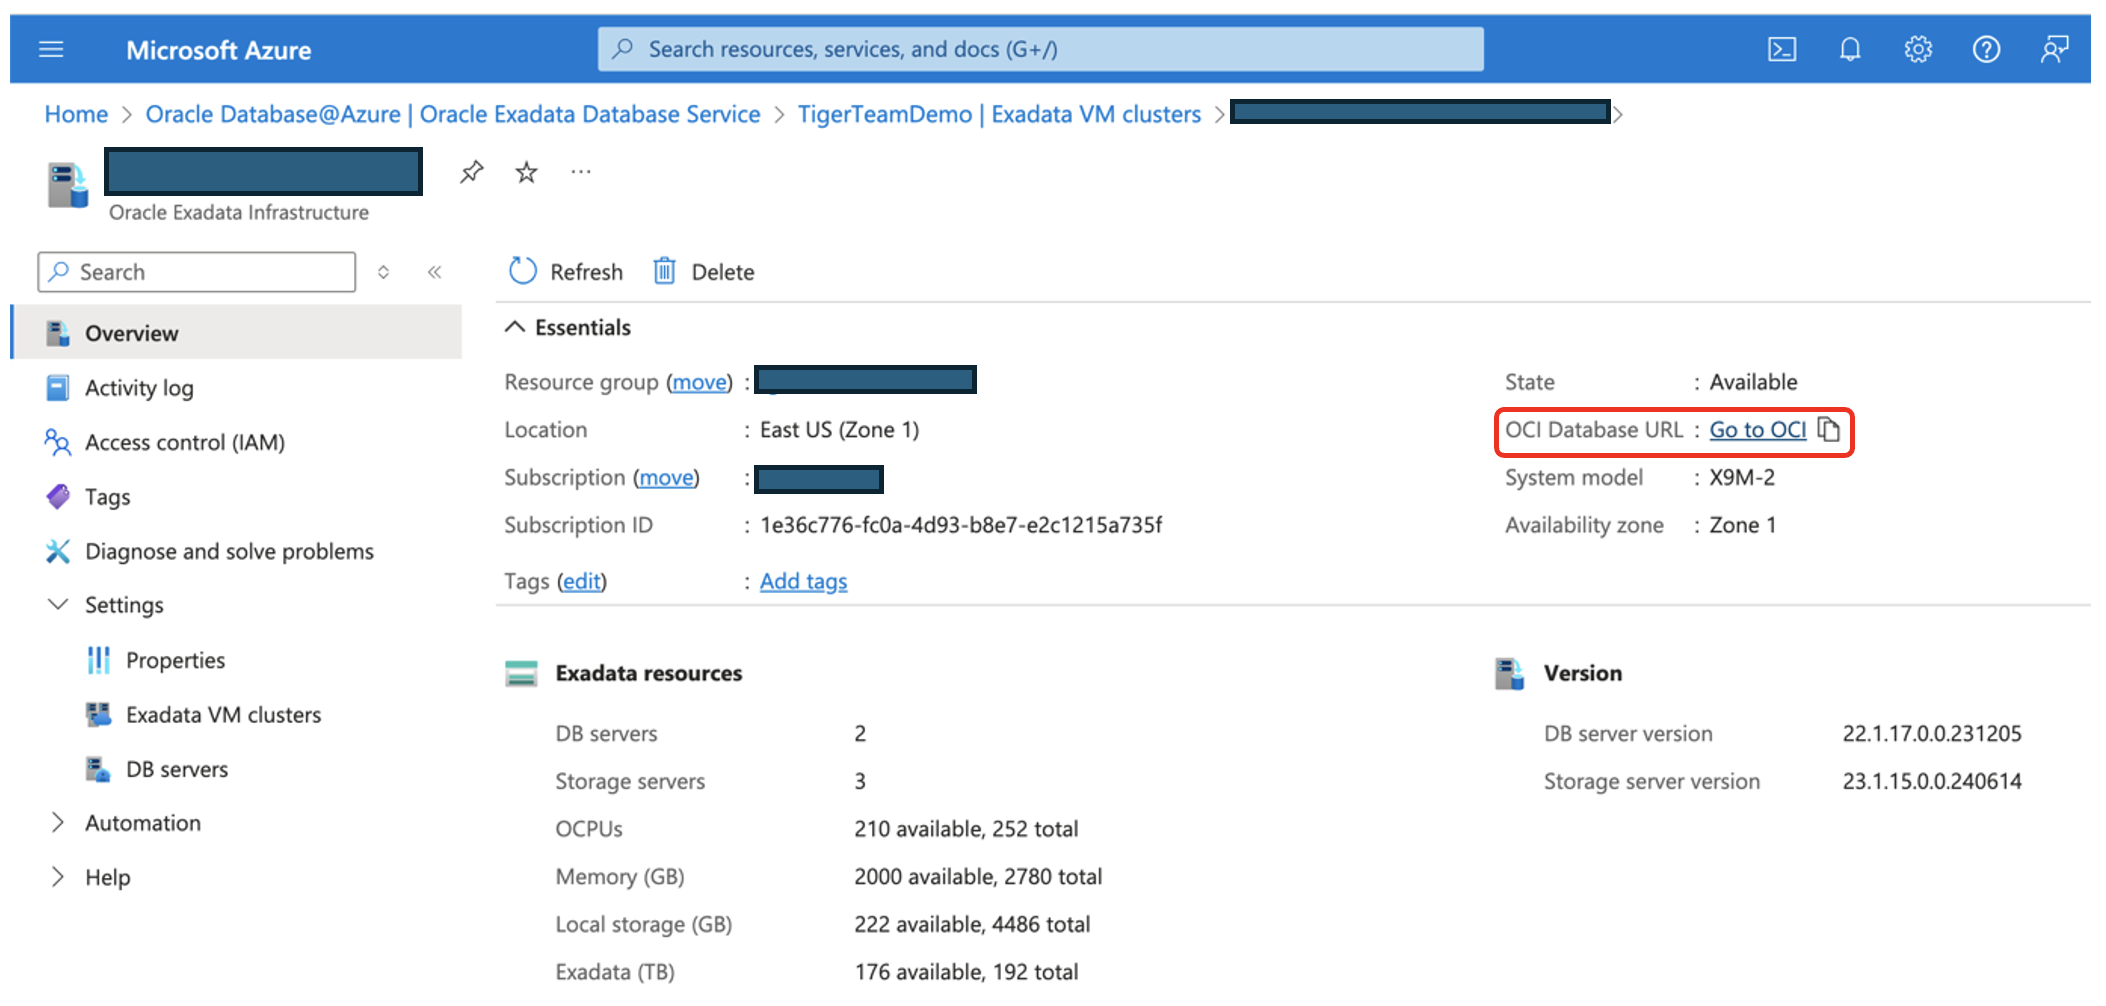 Microsoft Azure
Search resources, services, and docs (G+/)
Home > Oracle Database@Azure | Oracle Exadata Database Service > TigerTeamDemo | Exadata VM clusters > >
...
Oracle Exadata Infrastructure
Search
«
Refresh Delete
Overview
Activity log
Access control (IAM)
Tags
Diagnose and solve problems
Settings
Properties
Exadata VM clusters
DB servers
Automation
Help
Essentials
Resource group (move) :
Location : East US (Zone 1)
Subscription (move) :
Subscription ID : 1e36c776-fc0a-4d93-b8e7-e2c1215a735f
Tags (edit) : Add tags
State : Available
OCI Database URL : Go to OCI
System model : X9M-2
Availability zone : Zone 1
Exadata resources
DB servers 2
Storage servers 3
OCPUs 210 available, 252 total
Memory (GB) 2000 available, 2780 total
Local storage (GB) 222 available, 4486 total
Exadata (TB) 176 available, 192 total
Version
DB server version 22.1.17.0.0.231205
Storage server version 23.1.15.0.0.240614